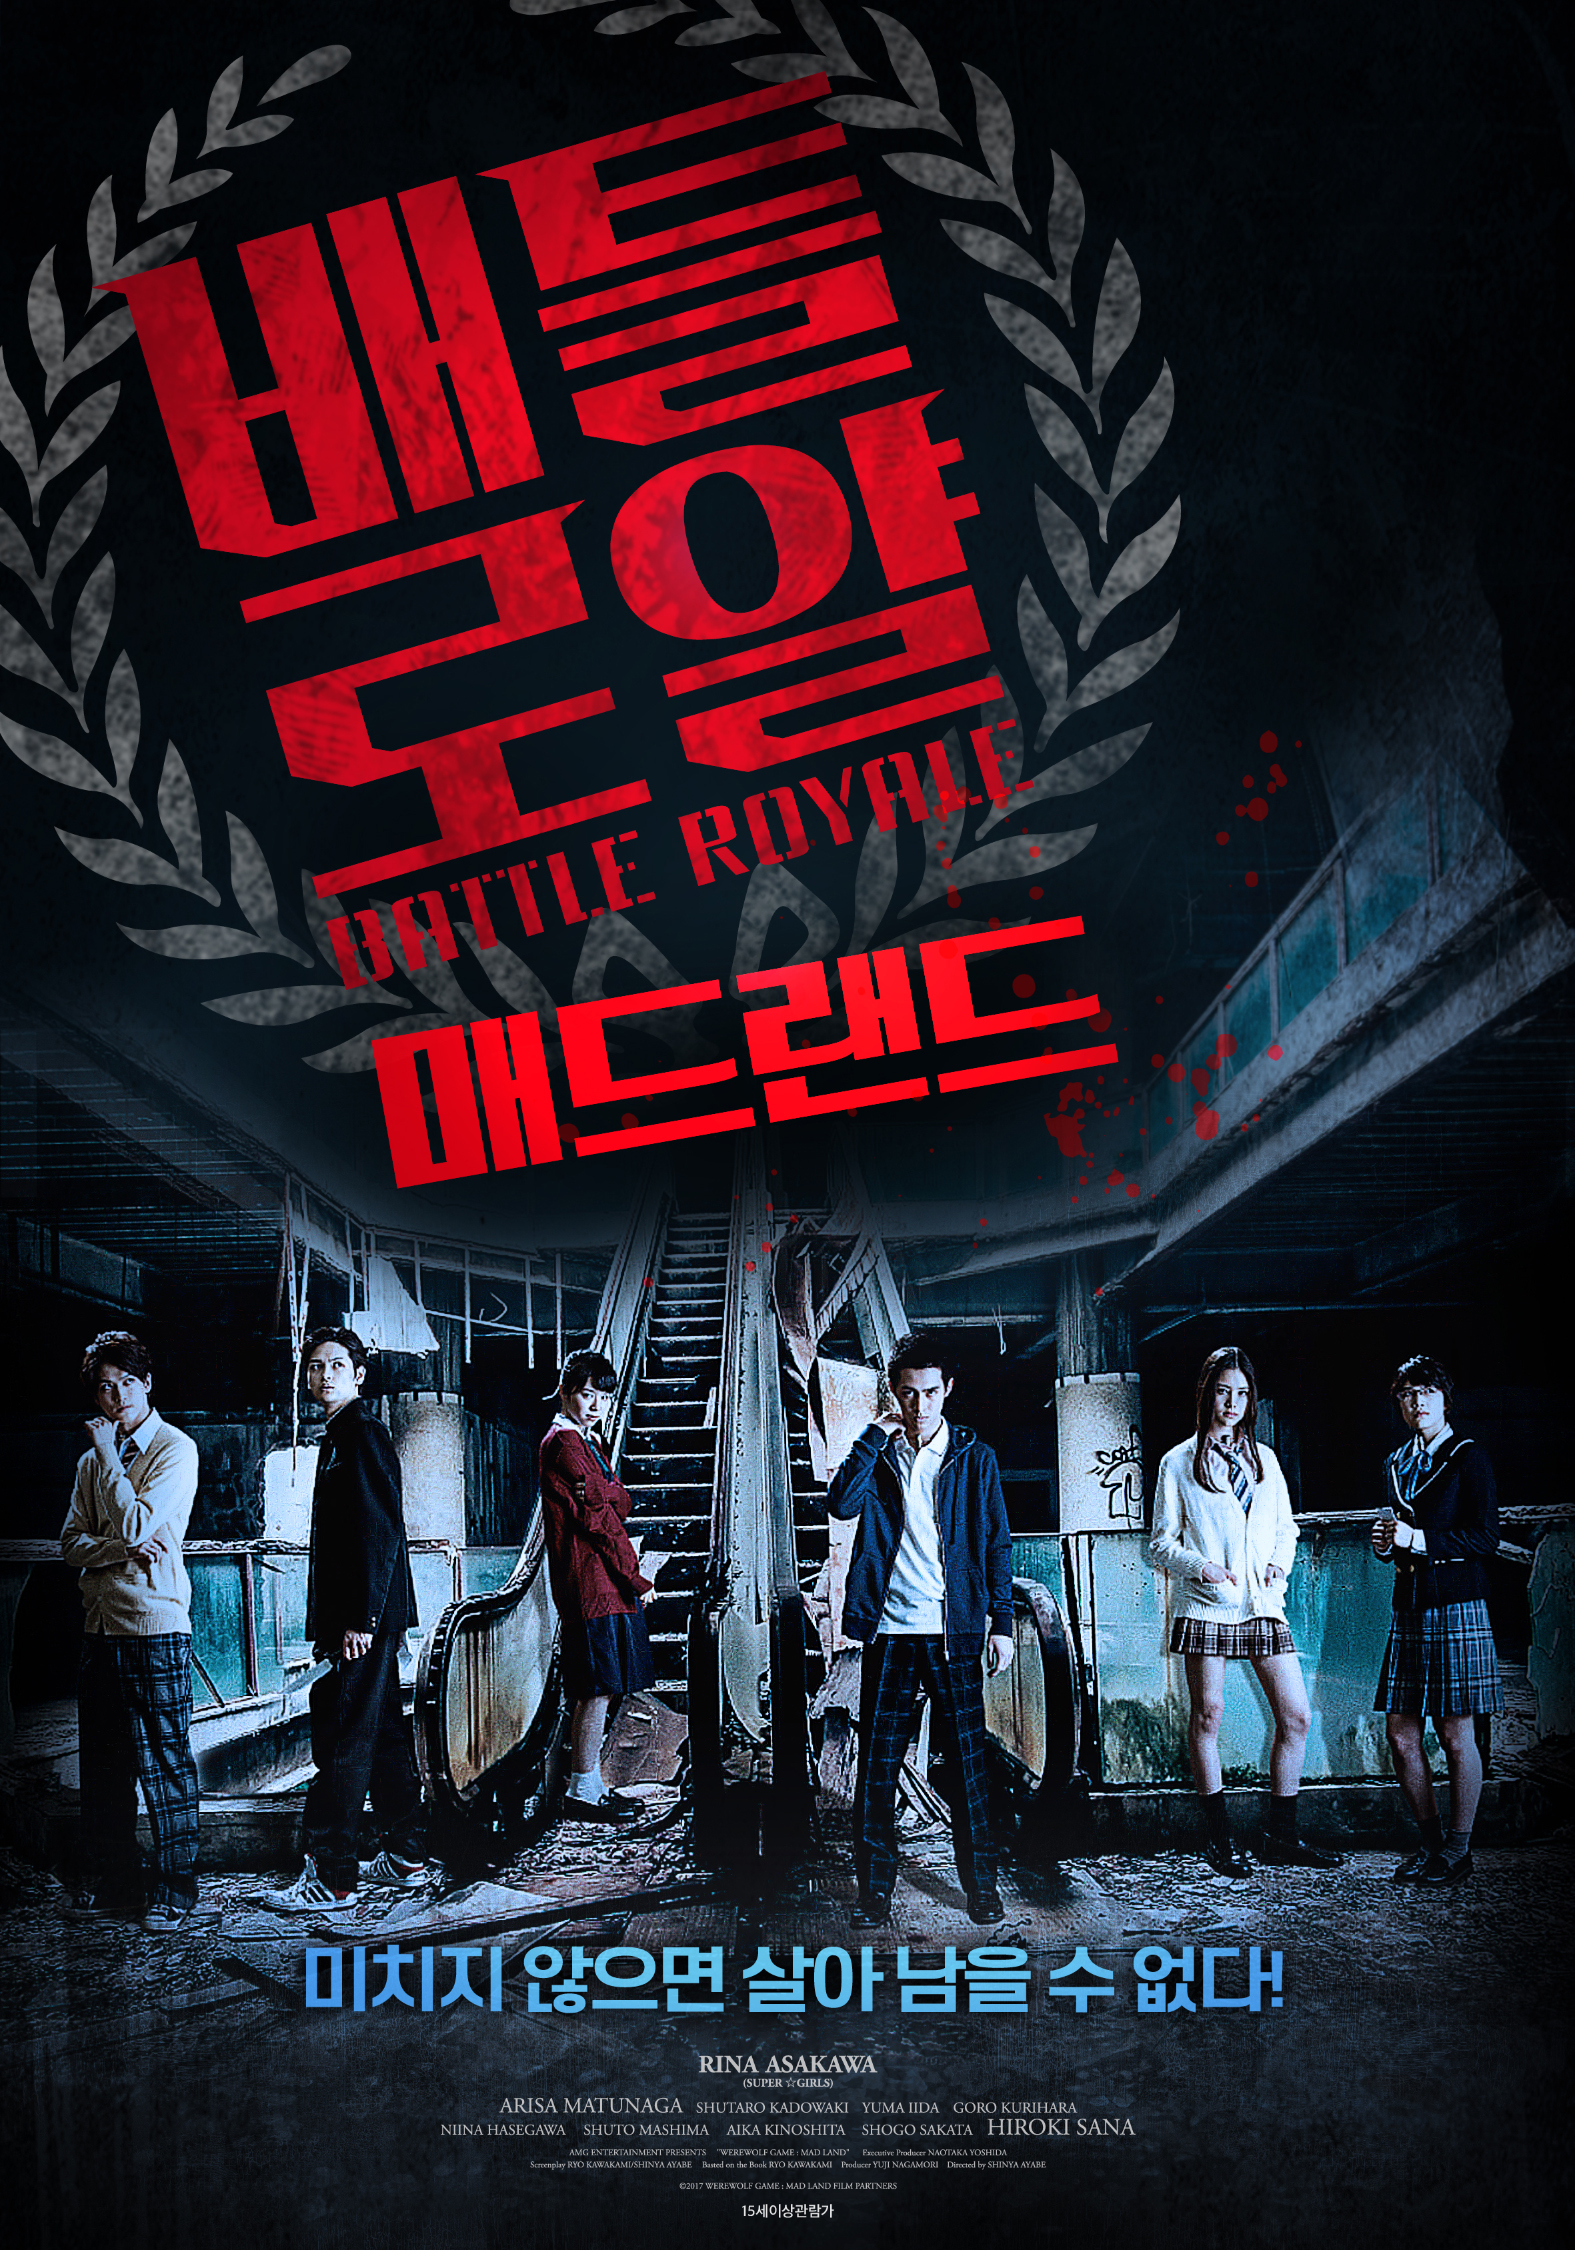 배틀
로얄
BATTLE ROYALE
매드랜드
미치지 않으면 살아 남을 수 없다!
RINA ASAKAWA
(SUPER ☆GIRLS)
ARISA MATUNAGA SHUTARO KADOWAKI YUMA IIDA GORO KURIHARA
NIINA HASEGAWA SHUTO MASHIMA AIKA KINOSHITA SHOGO SAKATA HIROKI SANA
AMG ENTERTAINMENT PRESENTS "WEREWOLF GAME : MAD LAND" Executive Producer NAOTAKA YOSHIDA
Screenplay RYO KAWAKAMI/SHINYA AYABE Basted on the Book RYO KAWAKAMI Producer YUJI NAGAMORI Directed by SHINYA AYABE
©2017 WEREWOLF GAME : MAD LAND FILM PARTNERS
15세이상관람가